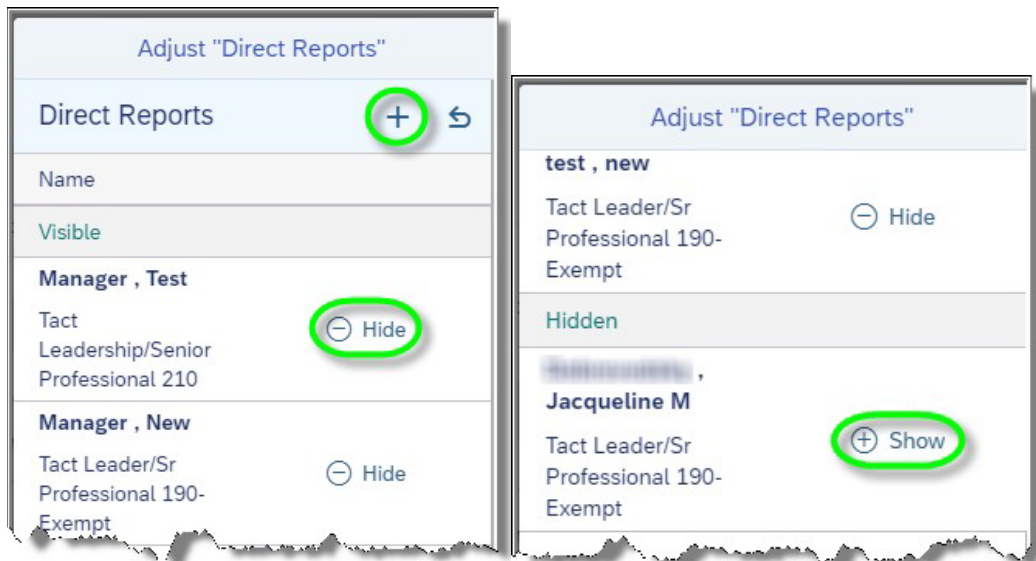 Adjust "Direct Reports"
Direct Reports
Name
Visible
Manager , Test
Tact
Leadership/Senior
Professional 210
Hide
Manager , New
Tact Leader/Sr
Professional 190-
Exempt
Hide
Adjust "Direct Reports"
test , new
Tact Leader/Sr
Professional 190-
Exempt
Hide
Hidden
,
Jacqueline M
Tact Leader/Sr
Professional 190-
Exempt
Show